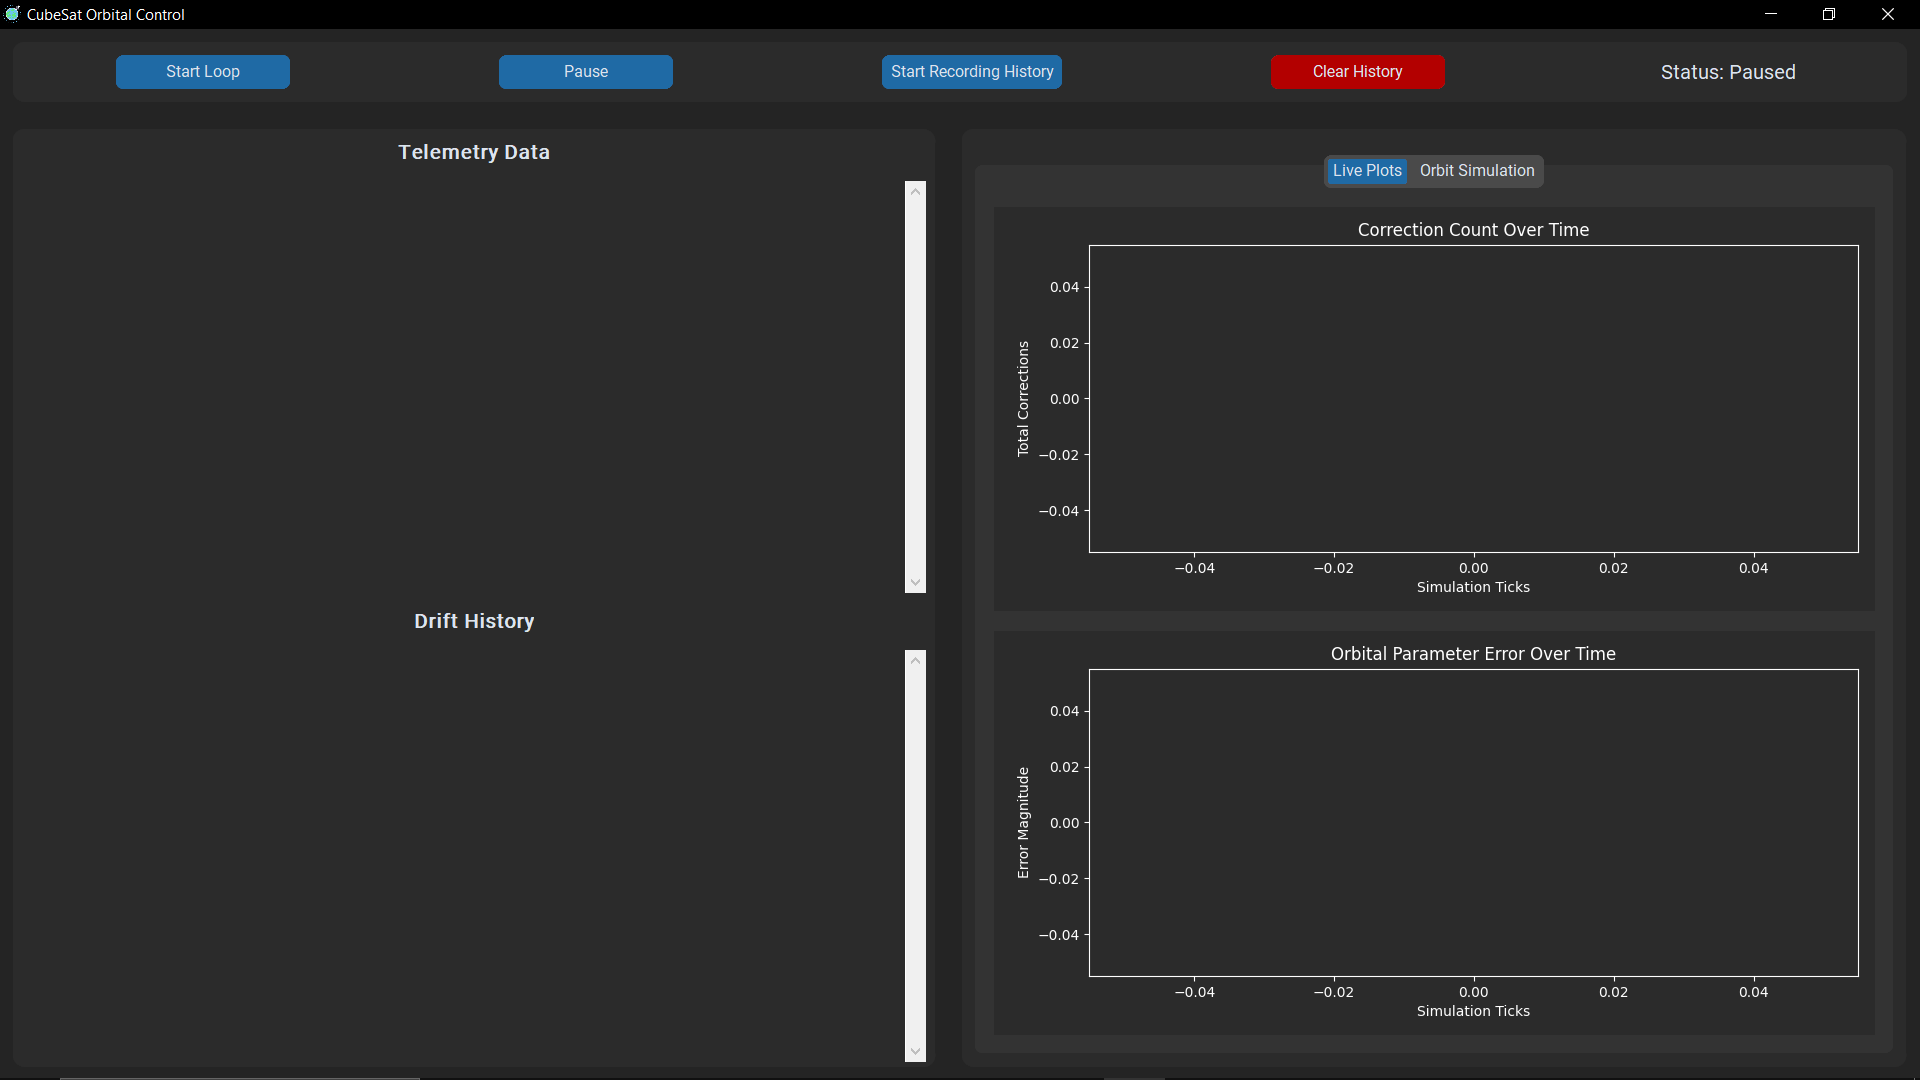 CubeSat Orbital Control
Start Loop
Pause
Start Recording History
Clear History
Status: Paused
Telemetry Data
Drift History
Live Plots
Orbit Simulation
Correction Count Over Time
Total Corrections
0.04
0.02
0.00
−0.02
−0.04
−0.04 −0.02 0.00 0.02 0.04
Simulation Ticks
Orbital Parameter Error Over Time
Error Magnitude
0.04
0.02
0.00
−0.02
−0.04
−0.04 −0.02 0.00 0.02 0.04
Simulation Ticks